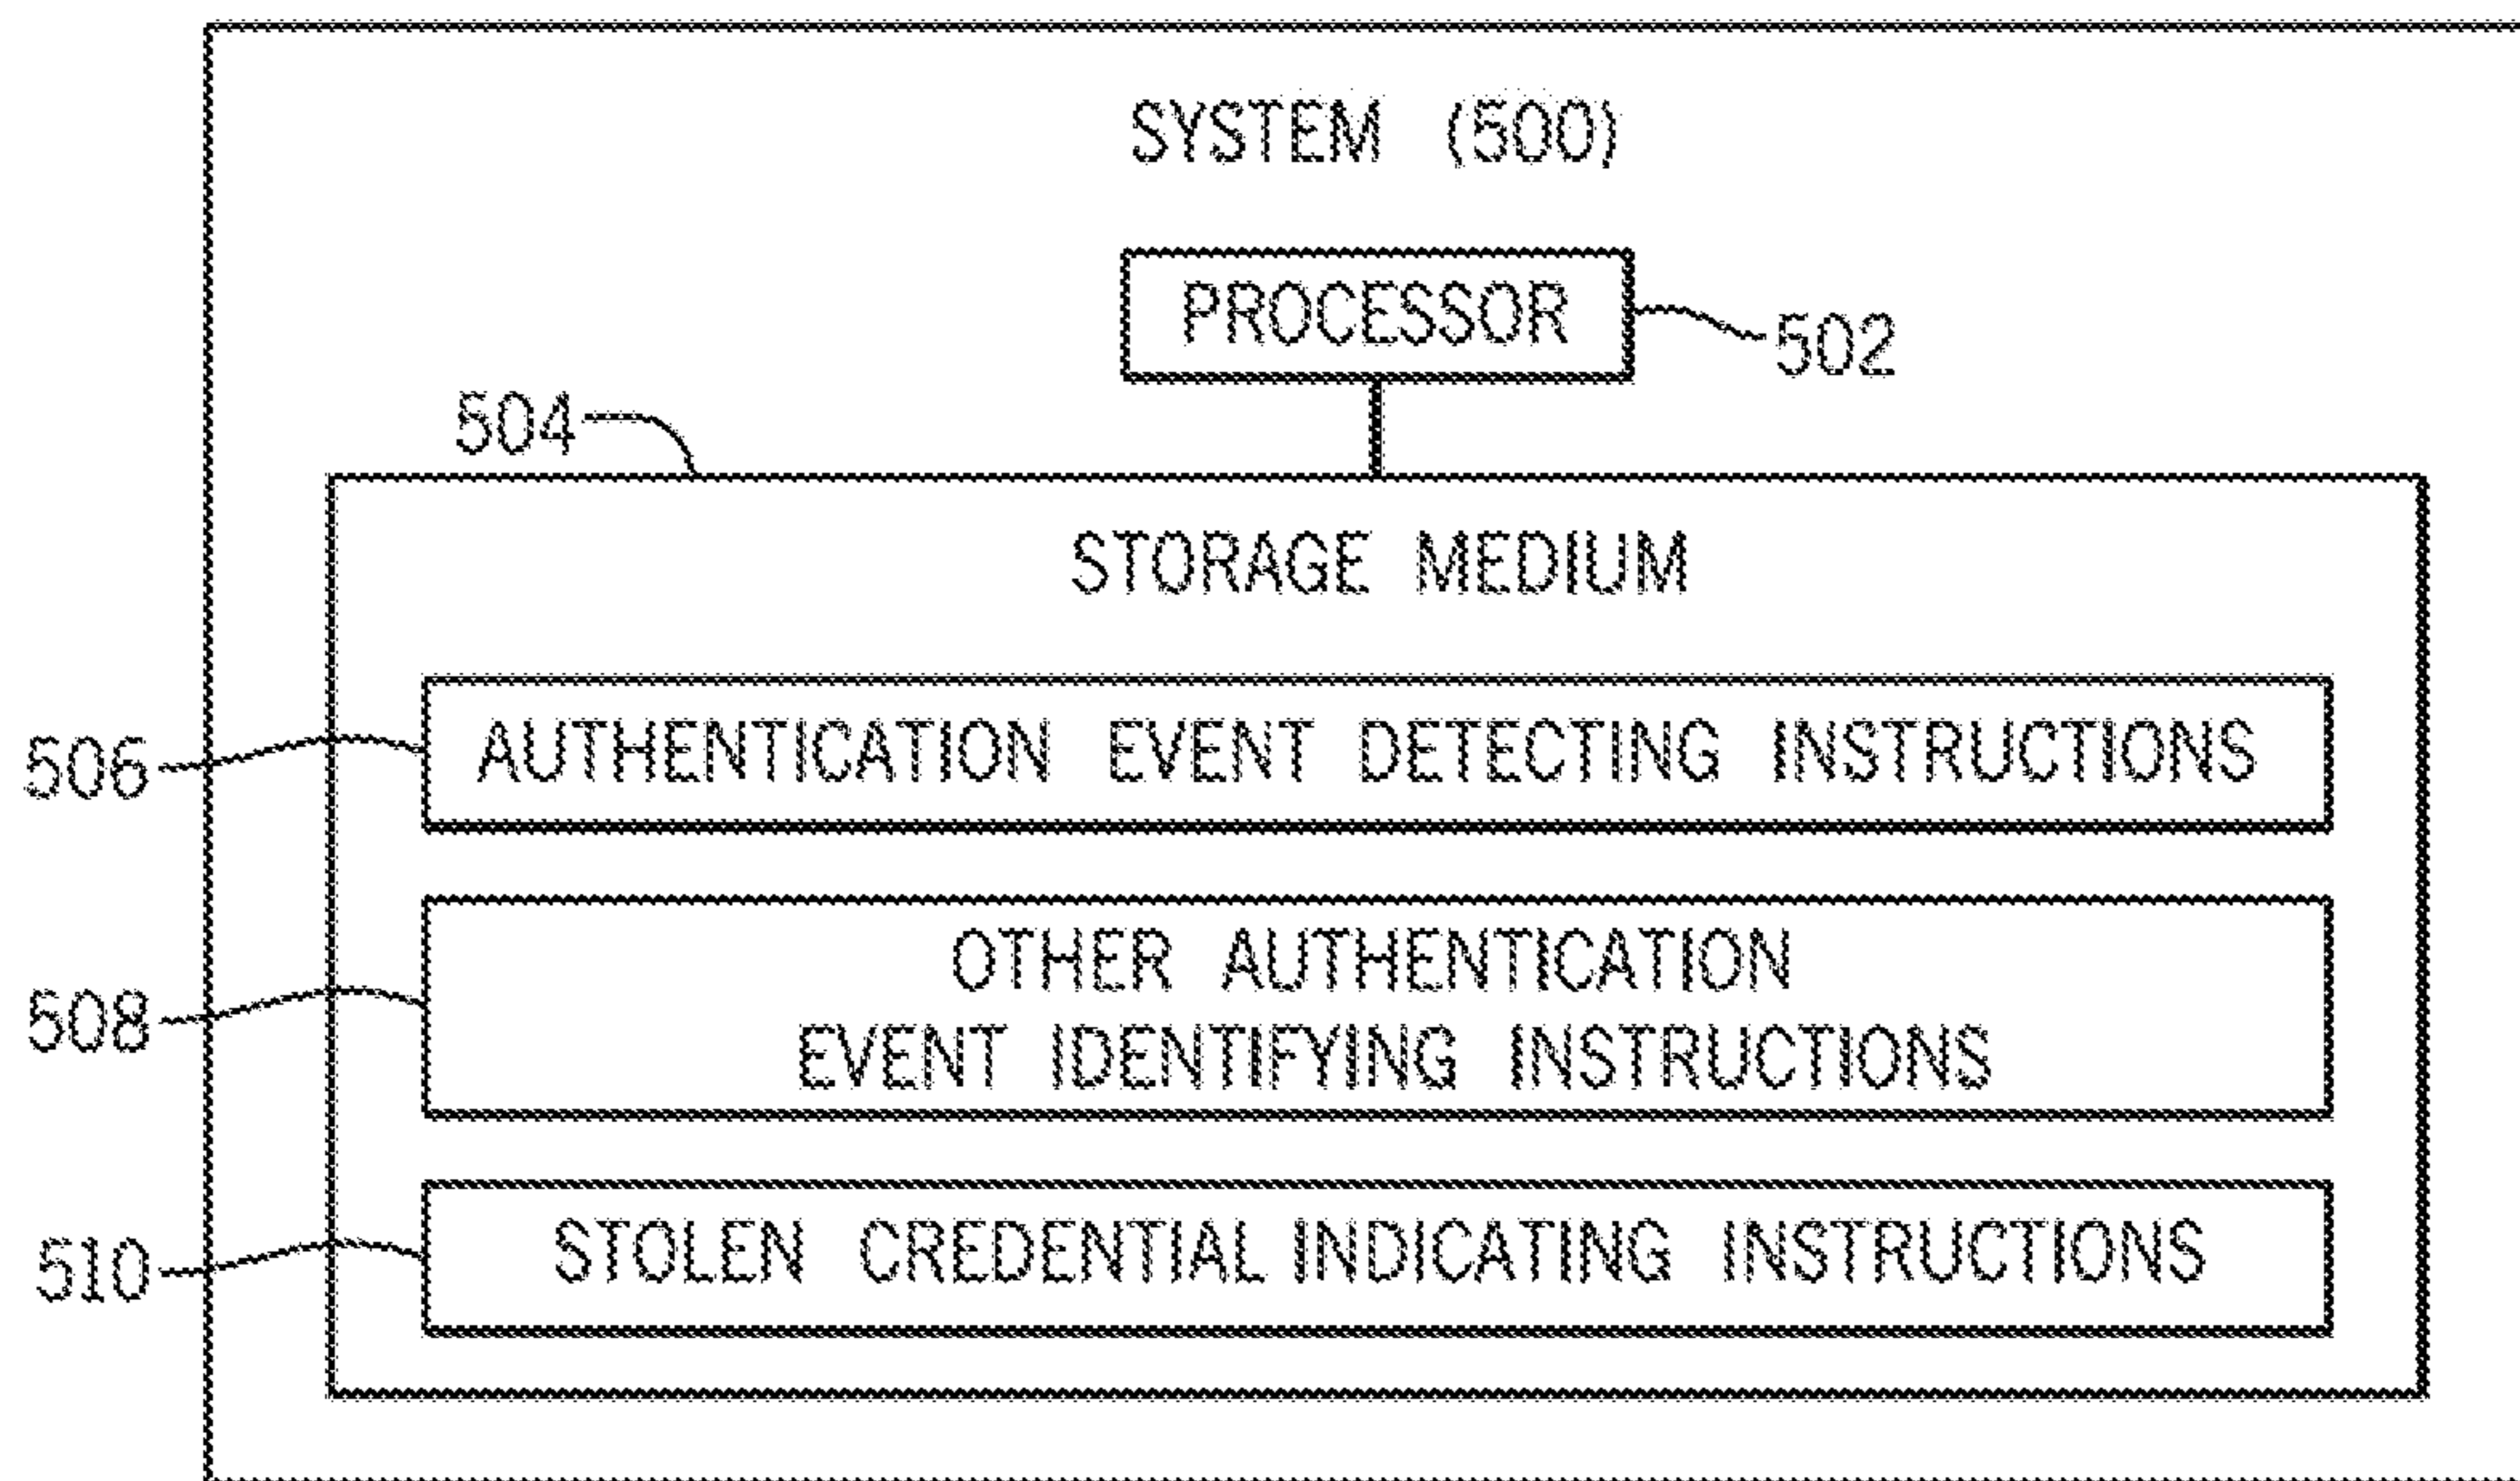 SYSTEM (500)
PROCESSOR
502
504
STORAGE MEDIUM
506
AUTHENTICATION EVENT DETECTING INSTRUCTIONS
508
OTHER AUTHENTICATION
EVENT IDENTIFYING INSTRUCTIONS
510
STOLEN CREDENTIAL INDICATING INSTRUCTIONS